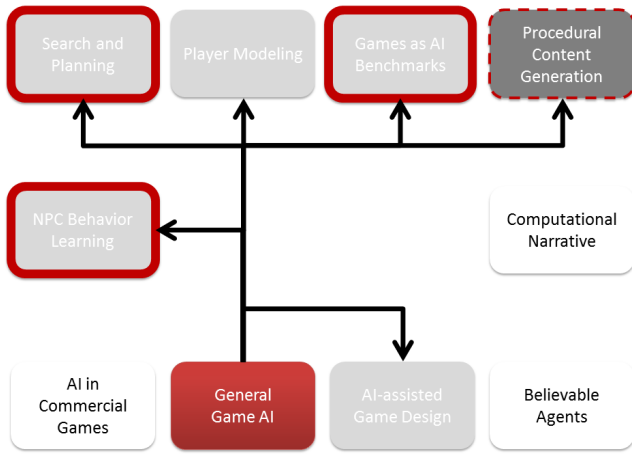 Search and
Planning
Player Modeling
Games as AI
Benchmarks
Procedural
Content
Generation
NPC Behavior
Learning
Computational
Narrative
AI in
Commercial
Games
General
Game AI
AI-assisted
Game Design
Believable
Agents